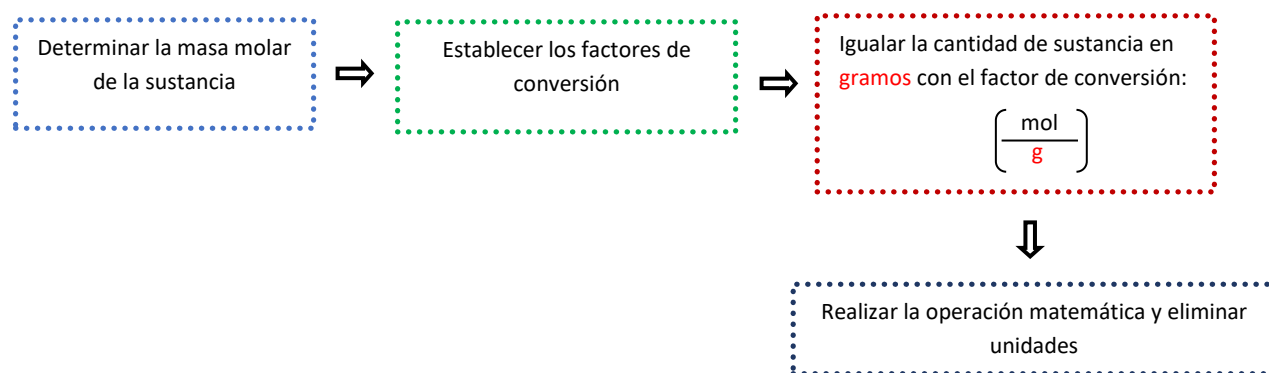 Determinar la masa molar
de la sustancia
Establecer los factores de
conversión
Igualar la cantidad de sustancia en
gramos con el factor de conversión:
mol
g
Realizar la operación matemática y eliminar
unidades